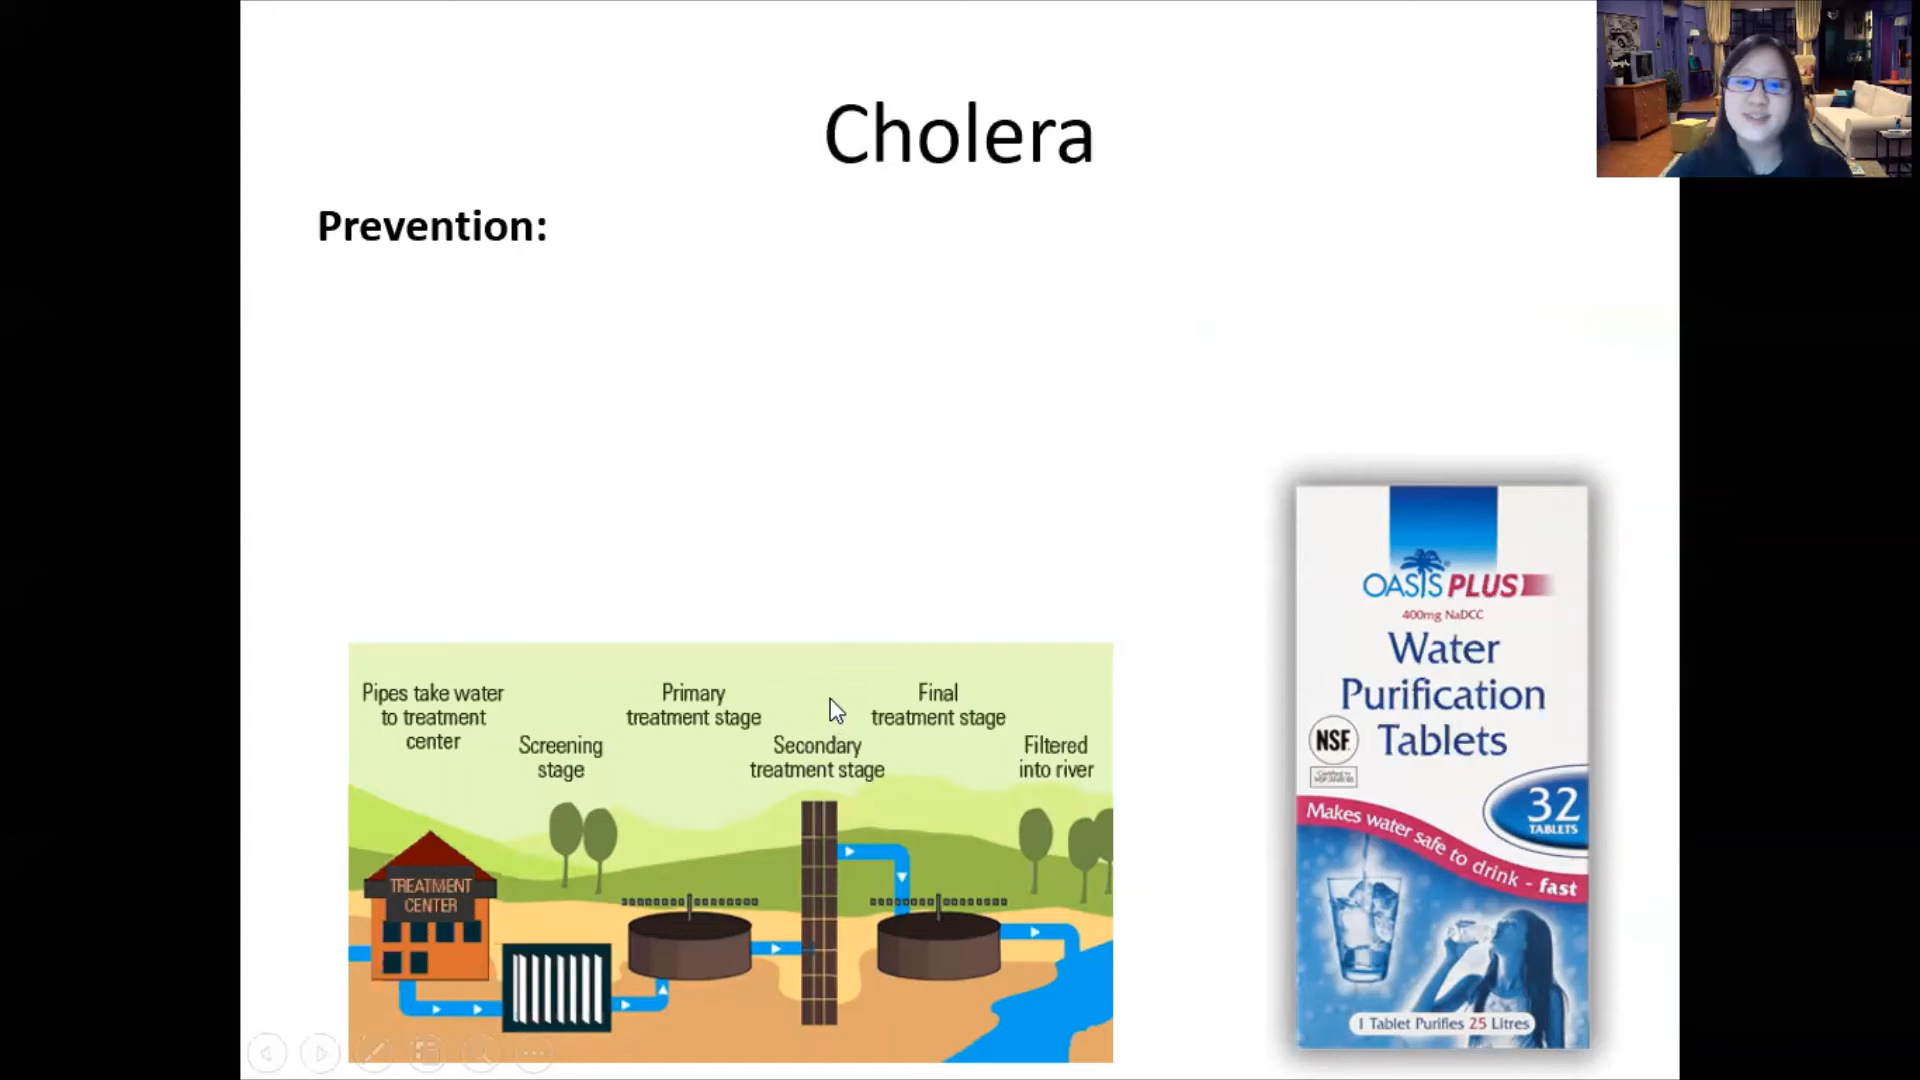 Cholera
Prevention:
Pipes take water
to treatment
center
Screening
stage
Primary
treatment stage
Secondary
treatment stage
Final
treatment stage
Filtered
into river
TREATMENT
CENTER
OASIS PLUS
400mg NaDCC
Water
Purification
Tablets
NSF
32
TABLETS
Makes water safe to drink - fast
1 Tablet Purifies 25 Litres